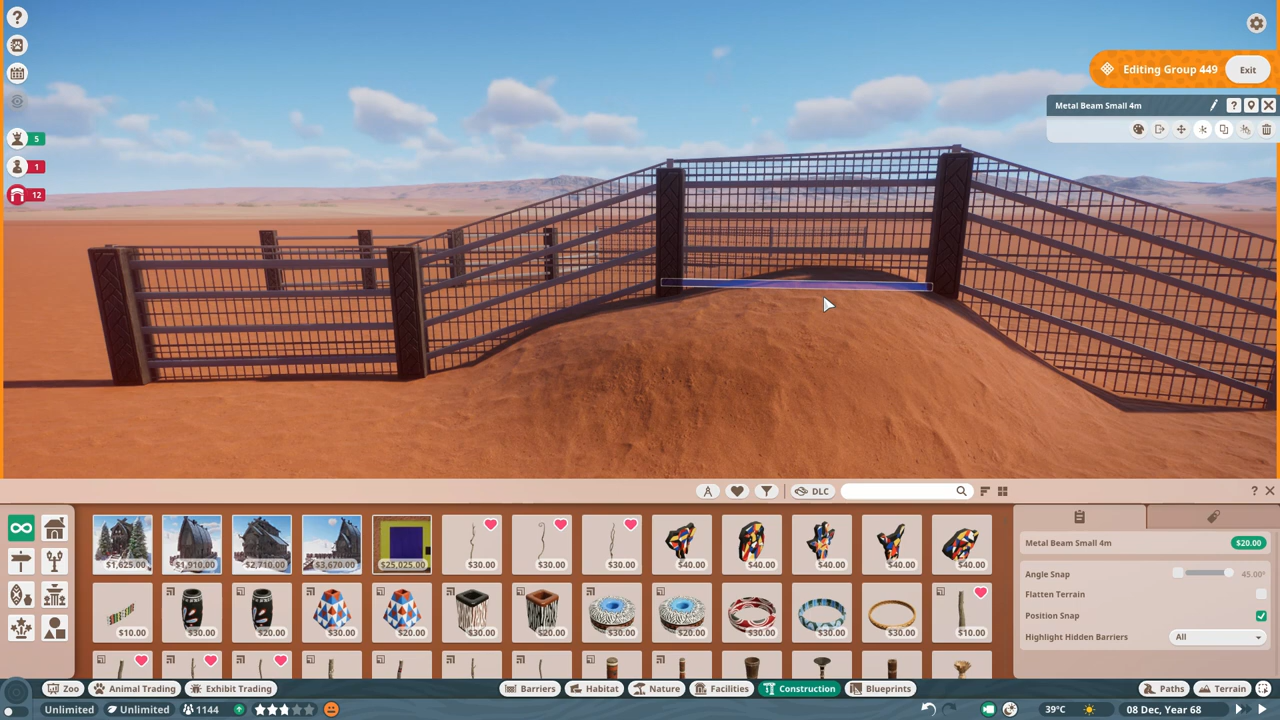 ?
Editing Group 449
Exit
Metal Beam Small 4m
?
5
1
12
DLC
?
$1,625.00 $1,910.00 $2,710.00 $3,670.00 $25,025.00 $30.00 $30.00 $30.00 $40.00 $40.00 $40.00 $40.00 $40.00
$10.00 $30.00 $20.00 $30.00 $20.00 $30.00 $20.00 $30.00 $20.00 $30.00 $30.00 $30.00 $10.00
Metal Beam Small 4m $20.00
Angle Snap 45.00°
Flatten Terrain
Position Snap
Highlight Hidden Barriers All
Zoo Animal Trading Exhibit Trading Barriers Habitat Nature Facilities Construction Blueprints Paths Terrain
Unlimited Unlimited 1144 39°C 08 Dec, Year 68